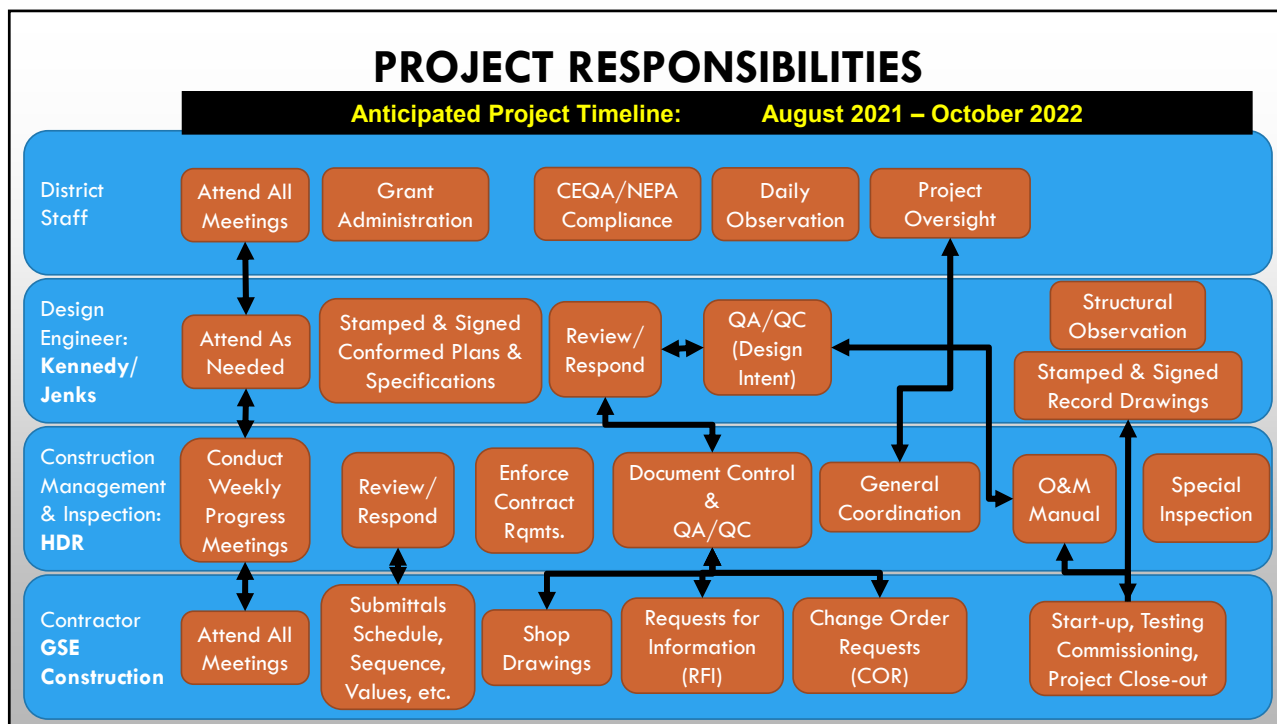 PROJECT RESPONSIBILITIES
Anticipated Project Timeline: August 2021 – October 2022
District
Staff
Attend All
Meetings
Grant
Administration
CEQA/NEPA
Compliance
Daily
Observation
Project
Oversight
Design
Engineer:
Kennedy/
Jenks
Attend As
Needed
Stamped & Signed
Conformed Plans &
Specifications
Review/
Respond
QA/QC
(Design
Intent)
Structural
Observation
Stamped & Signed
Record Drawings
Construction
Management
& Inspection:
HDR
Conduct
Weekly
Progress
Meetings
Review/
Respond
Enforce
Contract
Rqmts.
Document Control
&
QA/QC
General
Coordination
O&M
Manual
Special
Inspection
Contractor
GSE
Construction
Attend All
Meetings
Submittals
Schedule,
Sequence,
Values, etc.
Shop
Drawings
Requests for
Information
(RFI)
Change Order
Requests
(COR)
Start-up, Testing
Commissioning,
Project Close-out